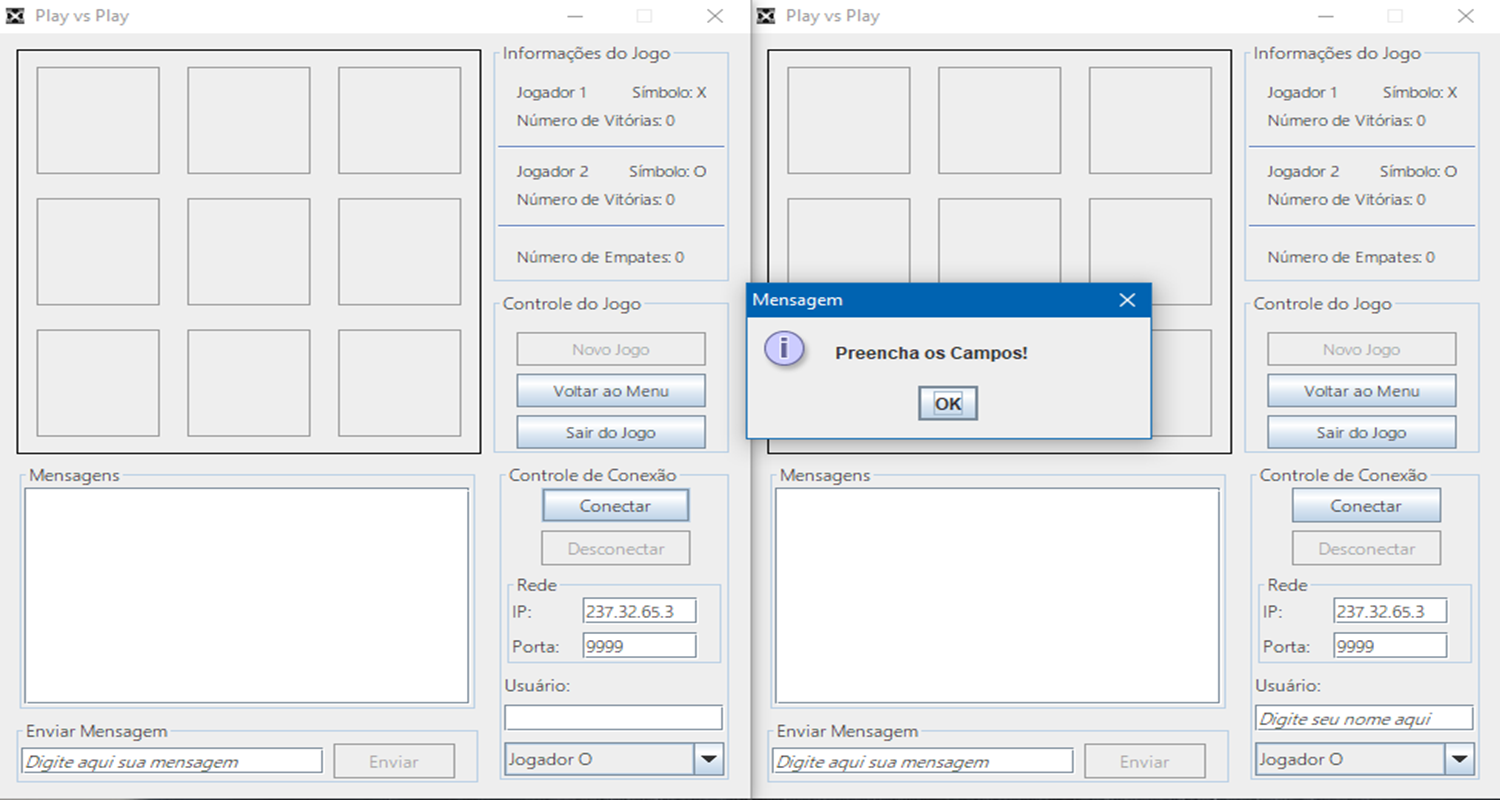 Play vs Play
Informações do Jogo
Jogador 1 Símbolo: X
Número de Vitórias: 0
Jogador 2 Símbolo: O
Número de Vitórias: 0
Número de Empates: 0
Controle do Jogo
Novo Jogo
Voltar ao Menu
Sair do Jogo
Mensagens
Controle de Conexão
Conectar
Desconectar
Rede
IP: 237.32.65.3
Porta: 9999
Usuário:
Enviar Mensagem
Digite aqui sua mensagem
Enviar
Jogador O
Play vs Play
Informações do Jogo
Jogador 1 Símbolo: X
Número de Vitórias: 0
Jogador 2 Símbolo: O
Número de Vitórias: 0
Número de Empates: 0
Mensagem
Preencha os Campos!
OK
Controle do Jogo
Novo Jogo
Voltar ao Menu
Sair do Jogo
Mensagens
Controle de Conexão
Conectar
Desconectar
Rede
IP: 237.32.65.3
Porta: 9999
Usuário:
Digite seu nome aqui
Enviar Mensagem
Digite aqui sua mensagem
Enviar
Jogador O